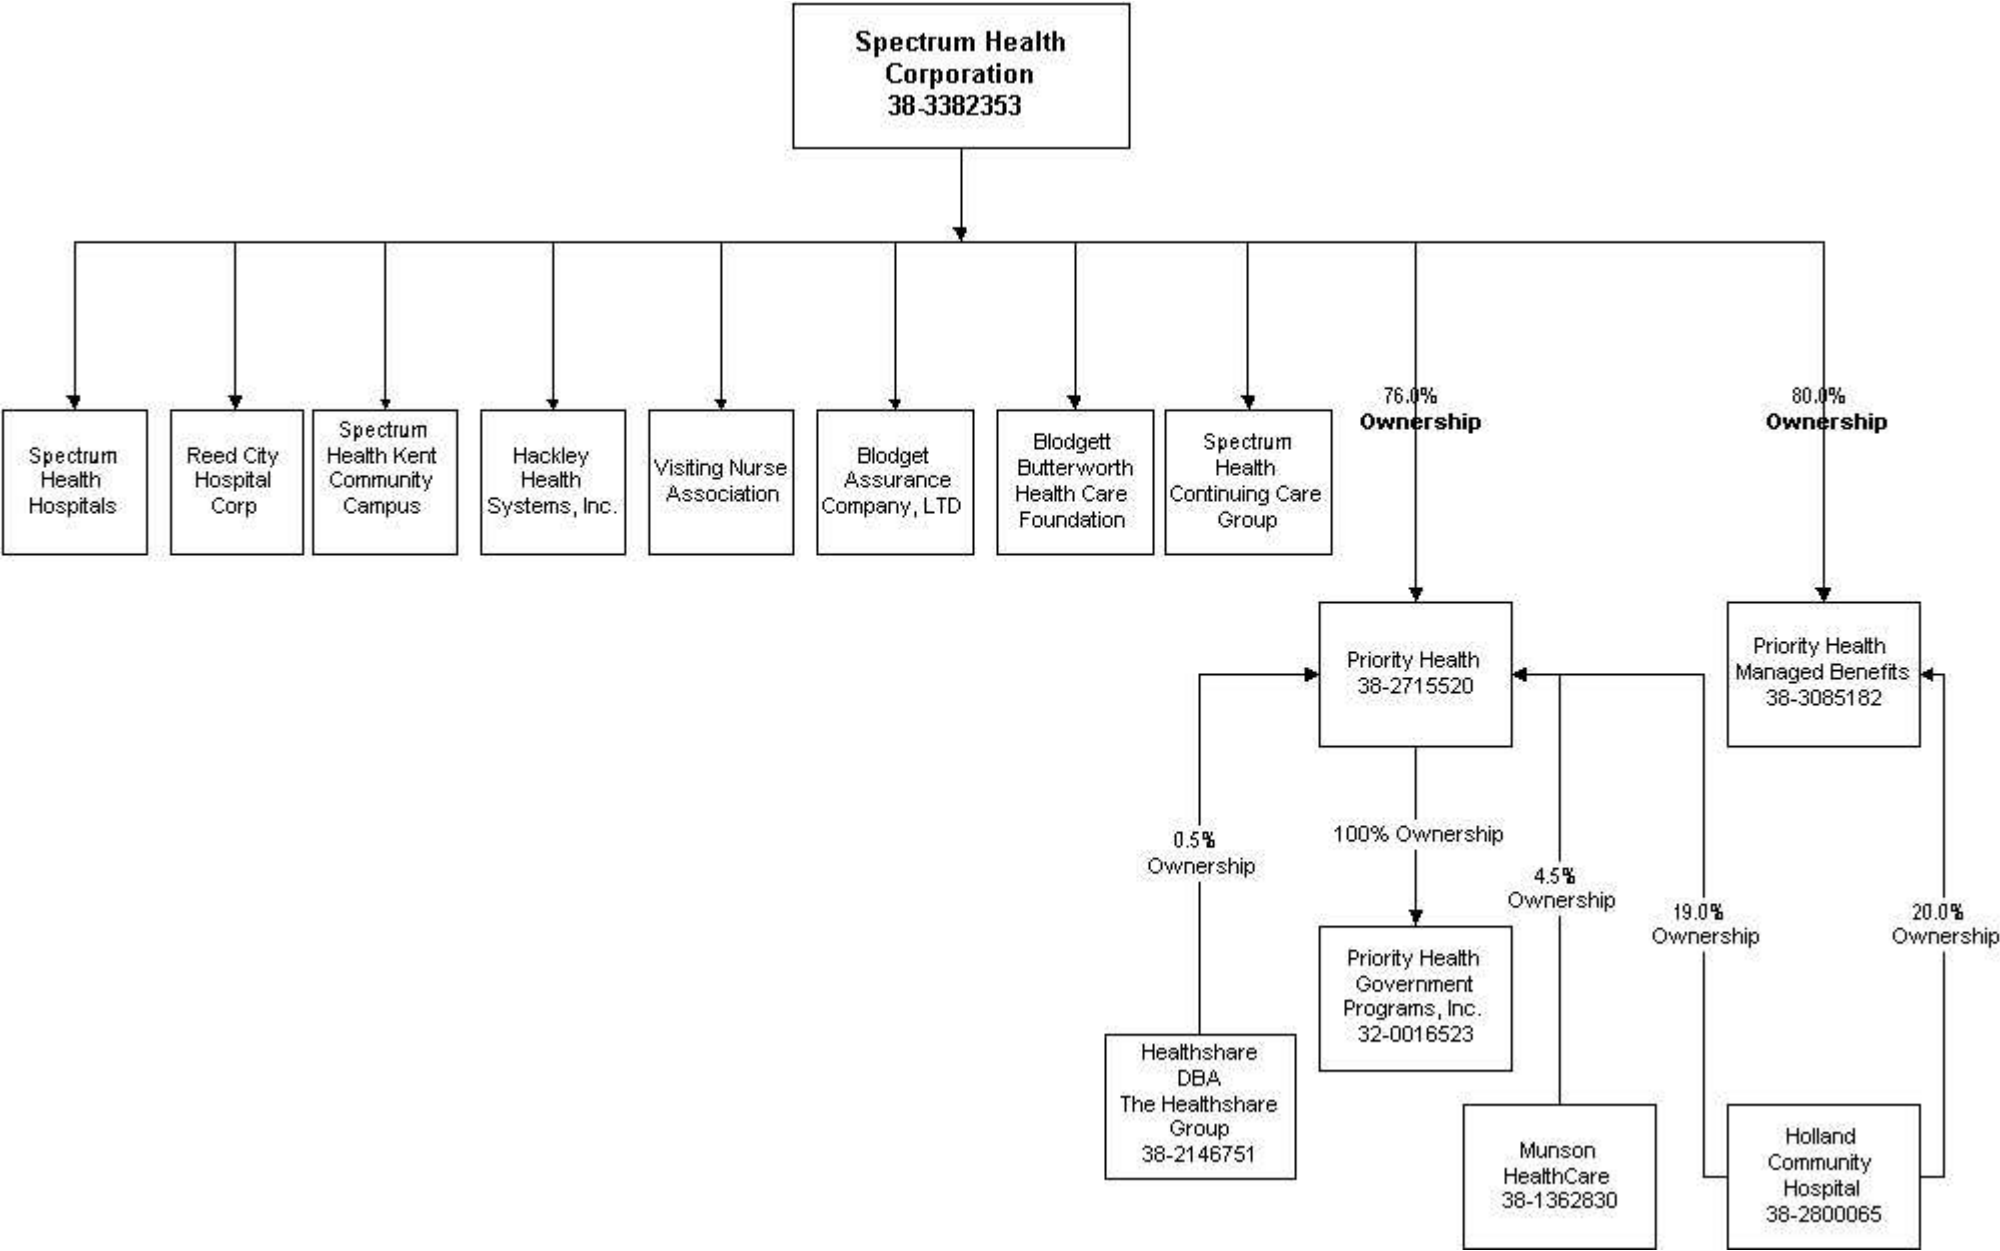 Spectrum Health
Corporation
38-3382353
76.0%
Ownership
80.0%
Ownership
Spectrum
Health
Hospitals
Reed City
Hospital
Corp
Spectrum
Health Kent
Community
Campus
Hackley
Health
Systems, Inc.
Visiting Nurse
Association
Blodget
Assurance
Company, LTD
Blodgett
Butterworth
Health Care
Foundation
Spectrum
Health
Continuing Care
Group
Priority Health
38-2715520
Priority Health
Managed Benefits
38-3085182
0.5%
Ownership
100% Ownership
4.5%
Ownership
19.0%
Ownership
20.0%
Ownership
Priority Health
Government
Programs, Inc.
32-0016523
Healthshare
DBA
The Healthshare
Group
38-2146751
Munson
HealthCare
38-1362830
Holland
Community
Hospital
38-2800065